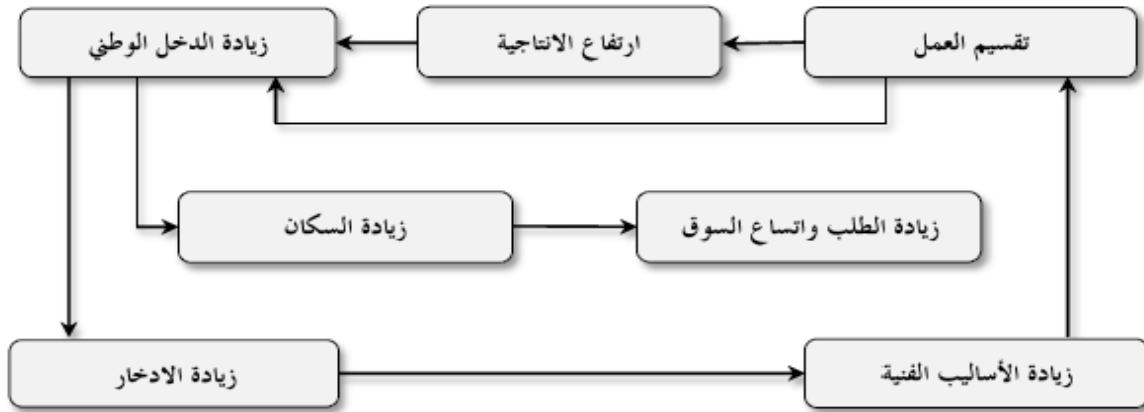 تقسيم العمل
ارتفاع الانتاجية
زيادة الدخل الوطني
زيادة الطلب واتساع السوق
زيادة السكان
زيادة الأساليب الفنية
زيادة الادخار